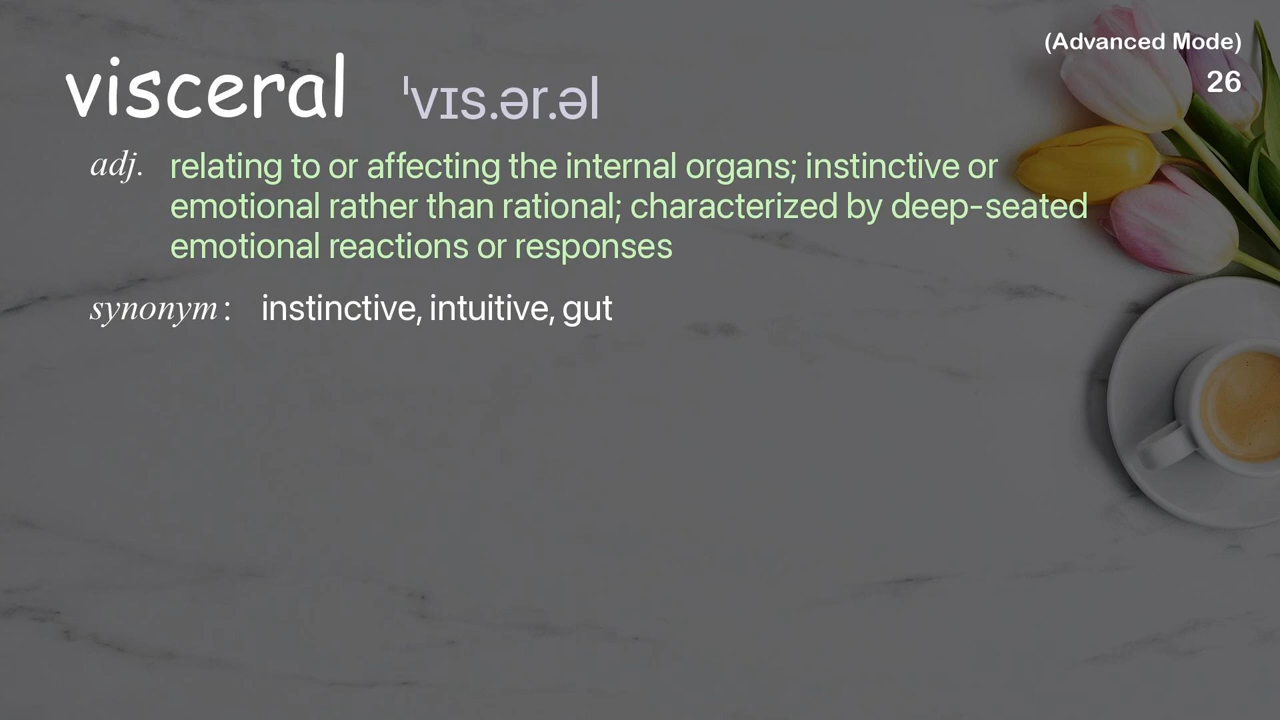 (Advanced Mode)
26
visceral ˈvɪs.ər.əl
adj. relating to or affecting the internal organs; instinctive or
emotional rather than rational; characterized by deep-seated
emotional reactions or responses
synonym: instinctive, intuitive, gut